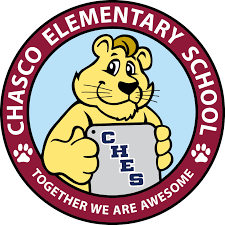 CHASCO ELEMENTARY SCHOOL
CHES
TOGETHER WE ARE AWESOME